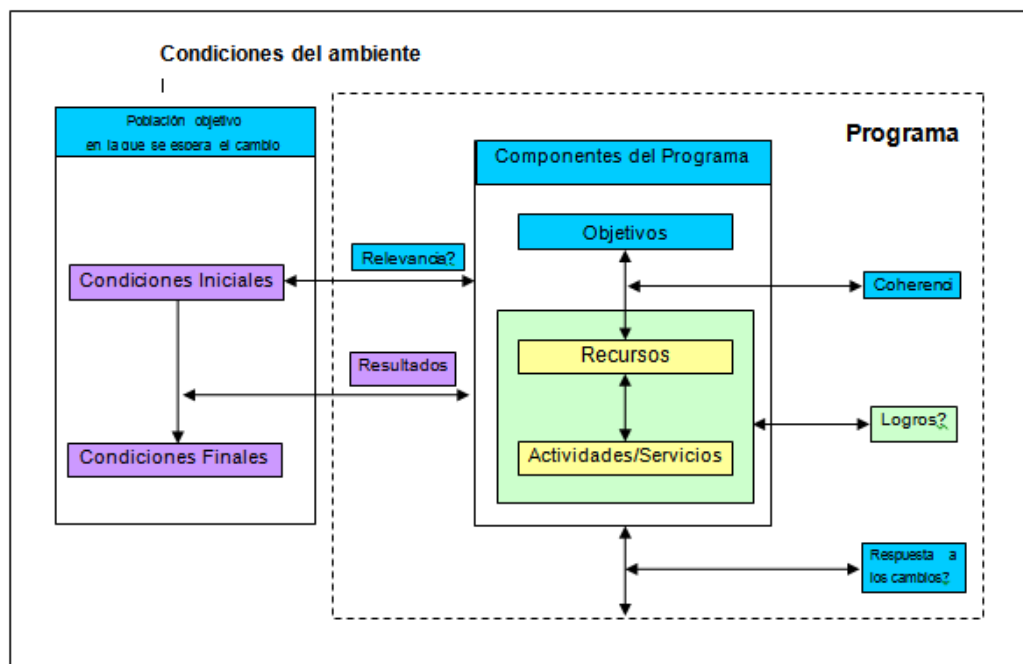 Condiciones del ambiente
Población objetivo
en la que se espera el cambio
Programa
Componentes del Programa
Objetivos
Relevancia?
Condiciones Iniciales
Coherenci
Recursos
Resultados
Logros?
Condiciones Finales
Actividades/Servicios
Respuesta a
los cambios?